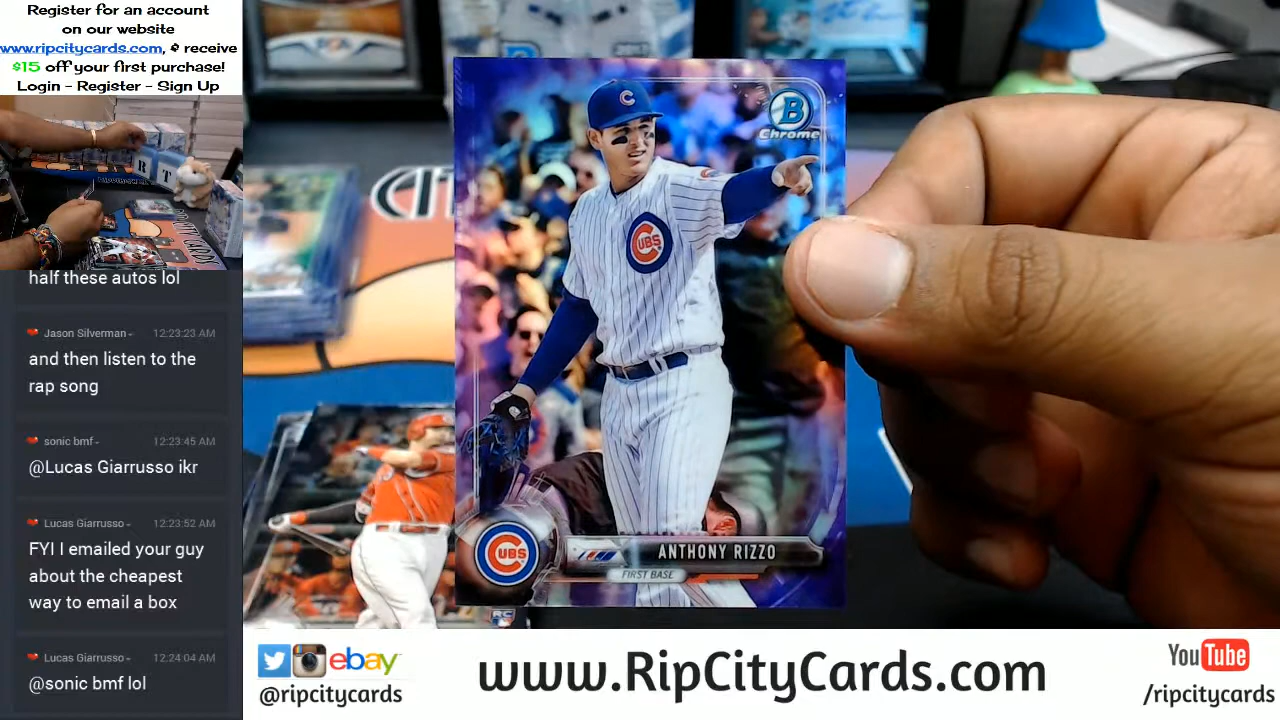 Register for an account
on our website
www.ripcitycards.com, & receive
$15 off your first purchase!
Login - Register - Sign Up
R T
half these autos lol
Jason Silverman 12:23:23 AM
and then listen to the
rap song
sonic bmf 12:23:45 AM
@Lucas Giarrusso ikr
Lucas Giarrusso 12:23:52 AM
FYI I emailed your guy
about the cheapest
way to email a box
Lucas Giarrusso 12:24:04 AM
@sonic bmf lol
2017
B
Chrome
C
CUBS
CUBS
ANTHONY RIZZO
FIRST BASE
RC
ebay
@ripcitycards
www.RipCityCards.com
YouTube
/ripcitycards